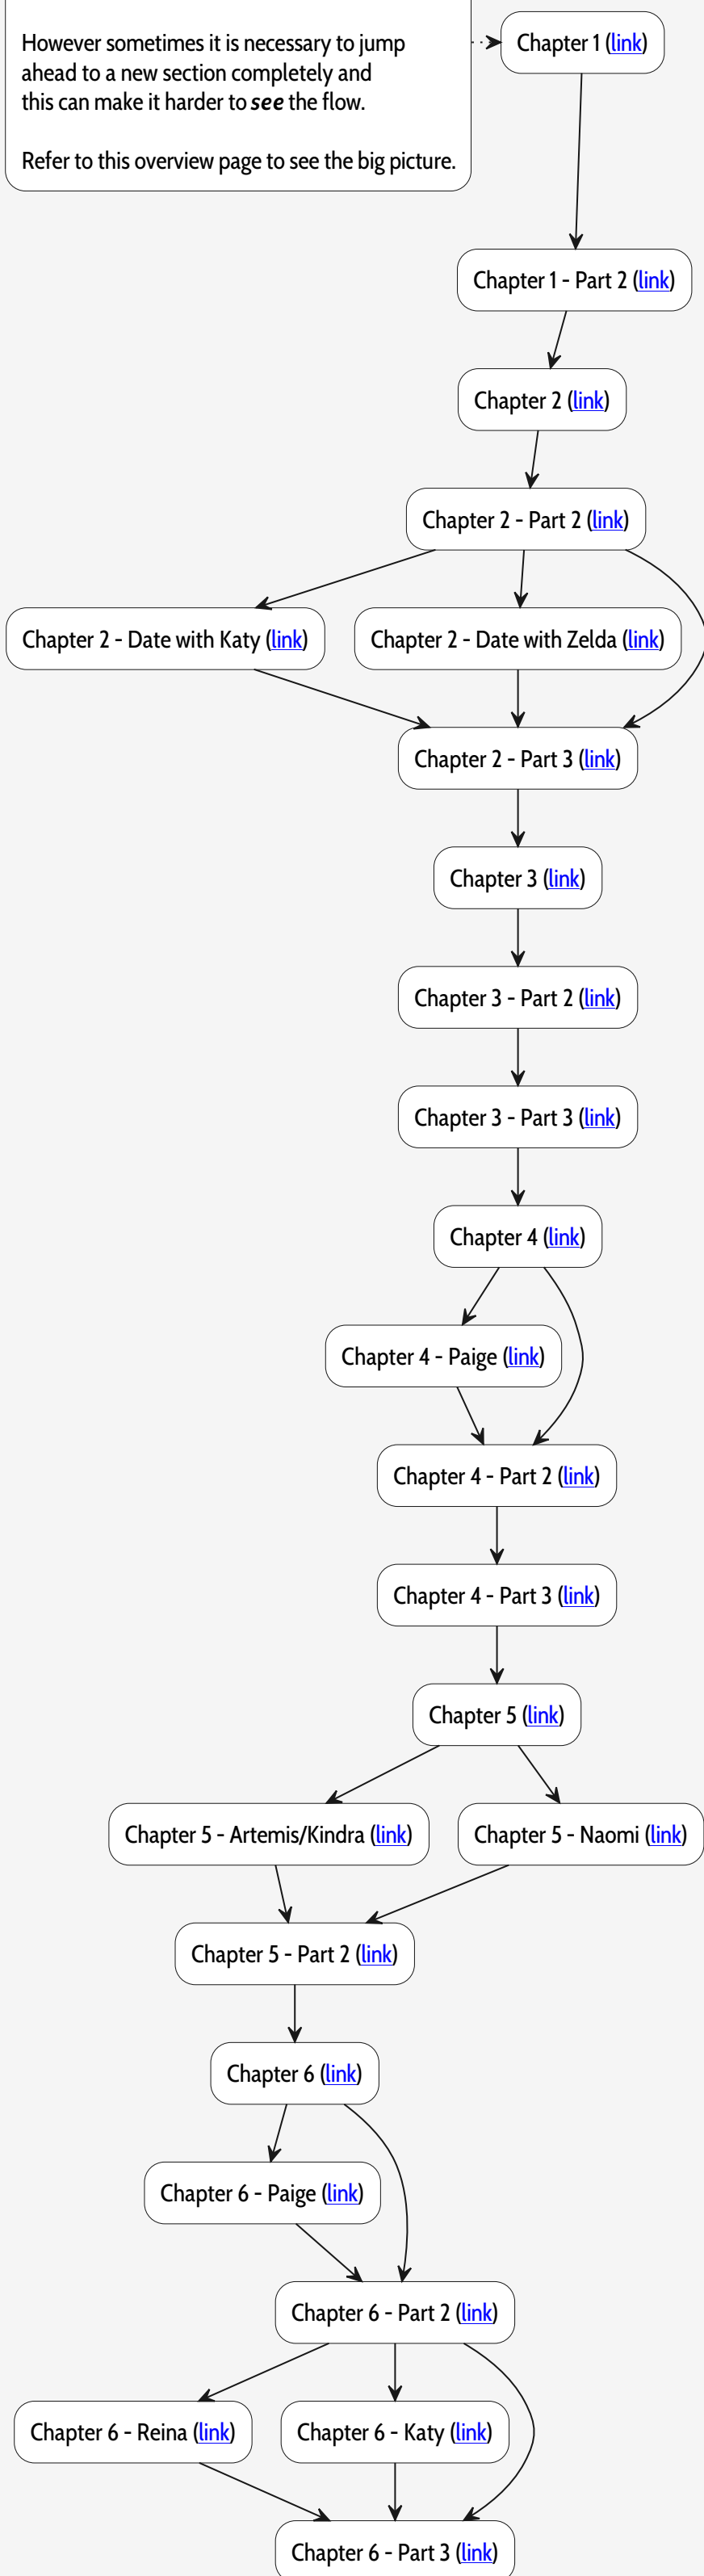 However sometimes it is necessary to jump
ahead to a new section completely and
this can make it harder to see the flow.
Refer to this overview page to see the big picture.
Chapter 1 (link)
Chapter 1 - Part 2 (link)
Chapter 2 (link)
Chapter 2 - Part 2 (link)
Chapter 2 - Date with Katy (link)
Chapter 2 - Date with Zelda (link)
Chapter 2 - Part 3 (link)
Chapter 3 (link)
Chapter 3 - Part 2 (link)
Chapter 3 - Part 3 (link)
Chapter 4 (link)
Chapter 4 - Paige (link)
Chapter 4 - Part 2 (link)
Chapter 4 - Part 3 (link)
Chapter 5 (link)
Chapter 5 - Artemis/Kindra (link)
Chapter 5 - Naomi (link)
Chapter 5 - Part 2 (link)
Chapter 6 (link)
Chapter 6 - Paige (link)
Chapter 6 - Part 2 (link)
Chapter 6 - Reina (link)
Chapter 6 - Katy (link)
Chapter 6 - Part 3 (link)